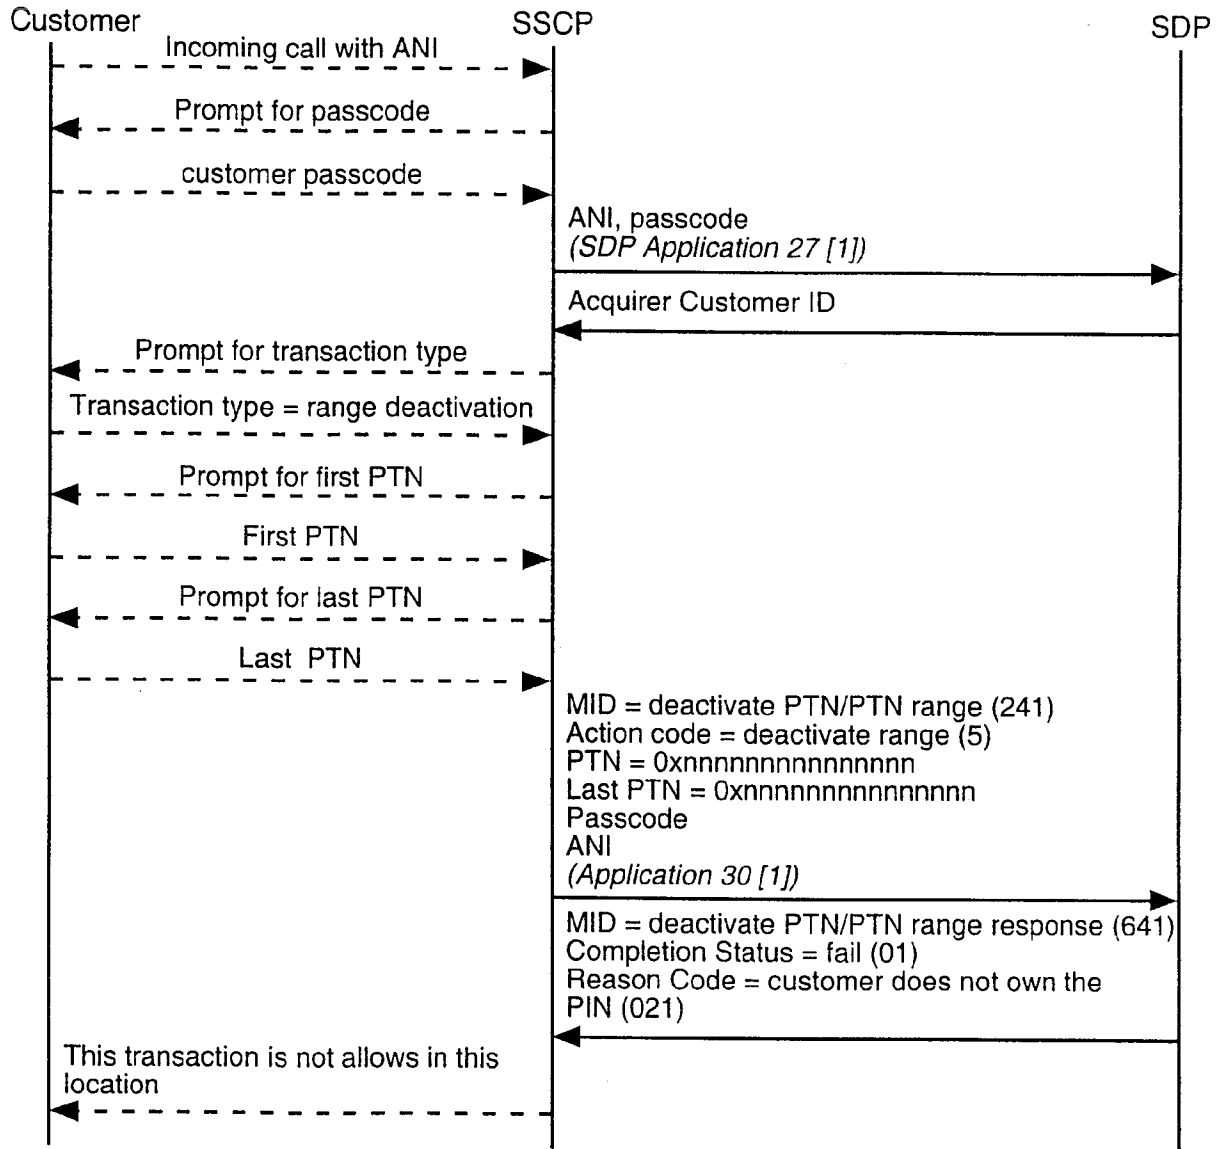 Customer
SSCP
SDP
Incoming call with ANI
Prompt for passcode
customer passcode
ANI, passcode
(SDP Application 27 [1])
Acquirer Customer ID
Prompt for transaction type
Transaction type = range deactivation
Prompt for first PTN
First PTN
Prompt for last PTN
Last PTN
MID = deactivate PTN/PTN range (241)
Action code = deactivate range (5)
PTN = 0xnnnnnnnnnnnnnnnn
Last PTN = 0xnnnnnnnnnnnnnnnn
Passcode
ANI
(Application 30 [1])
MID = deactivate PTN/PTN range response (641)
Completion Status = fail (01)
Reason Code = customer does not own the
PIN (021)
This transaction is not allows in this
location